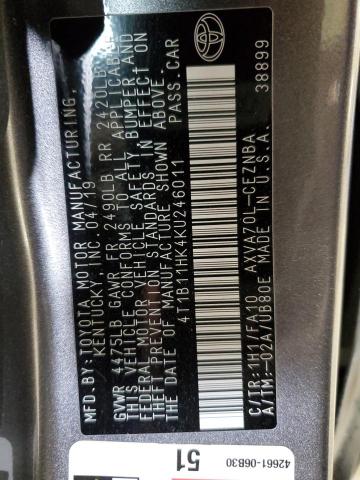 MFD.BY:TOYOTA MOTOR MANUFACTURING,
KENTUCKY, INC. 04/19
GVWR 4475LB GAWR FR 2490LB RR 2420LB
THIS VEHICLE CONFORMS TO ALL APPLICABLE
FEDERAL MOTOR VEHICLE SAFETY, BUMPER, AND
THEFT PREVENTION STANDARDS IN EFFECT ON
THE DATE OF MANUFACTURE SHOWN ABOVE.
4T1B11HK4KU246011 PASS.CAR
C/TR:1H2/FA10 AXVA70L-CEZNBA
A/TM:-02A/UB80E MADE IN U.S.A. 38899
42661-06B30
51